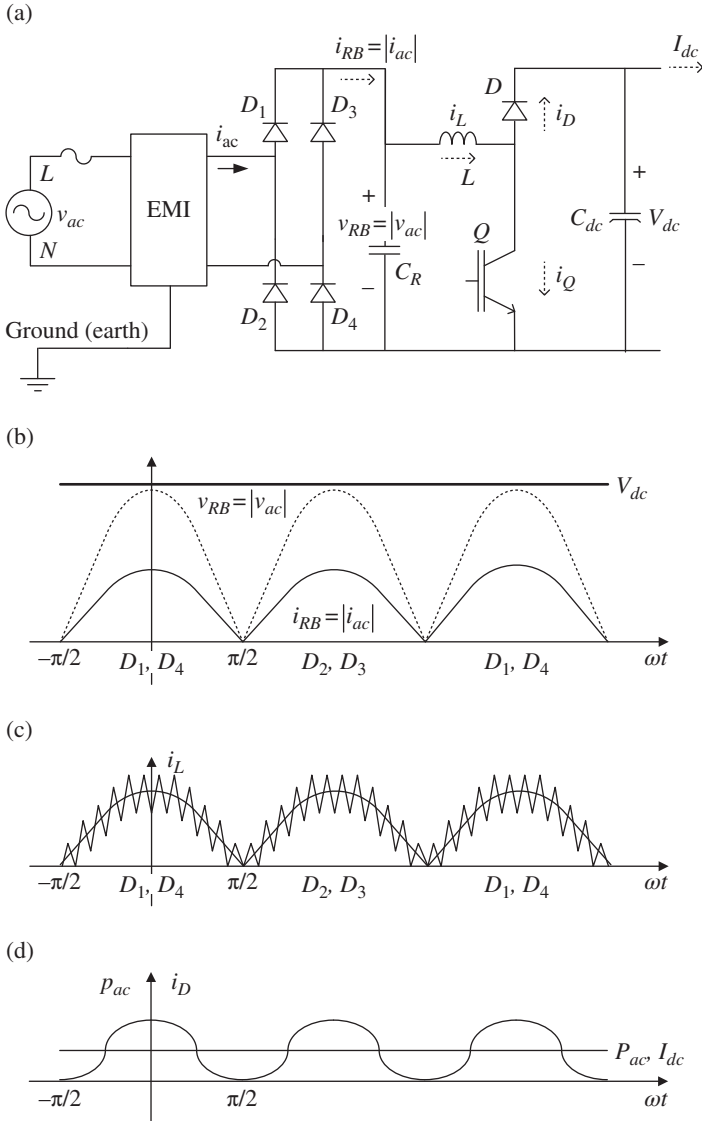 (a)
i_RB = |i_ac|
I_dc
D_1 D_3
D
i_D
i_L
i_ac
L
L
EMI
v_ac
v_RB = |v_ac|
Q
C_dc
V_dc
+
+
−
−
N
C_R
i_Q
D_2 D_4
Ground (earth)
(b)
V_dc
v_RB = |v_ac|
i_RB = |i_ac|
−π/2 D_1, D_4 π/2 D_2, D_3 D_1, D_4 ωt
(c)
i_L
−π/2 D_1, D_4 π/2 D_2, D_3 D_1, D_4 ωt
(d)
p_ac i_D
P_ac, I_dc
−π/2 π/2 ωt